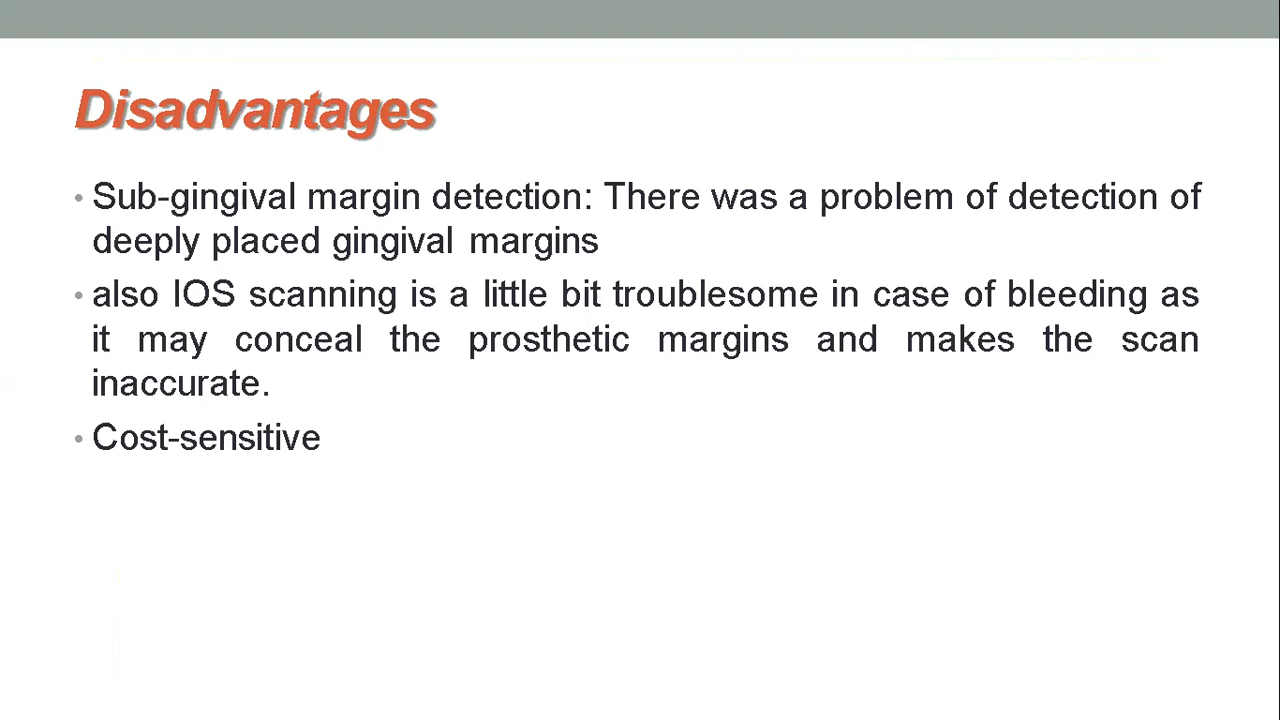 Disadvantages
• Sub-gingival margin detection: There was a problem of detection of
deeply placed gingival margins
• also IOS scanning is a little bit troublesome in case of bleeding as
it may conceal the prosthetic margins and makes the scan
inaccurate.
• Cost-sensitive